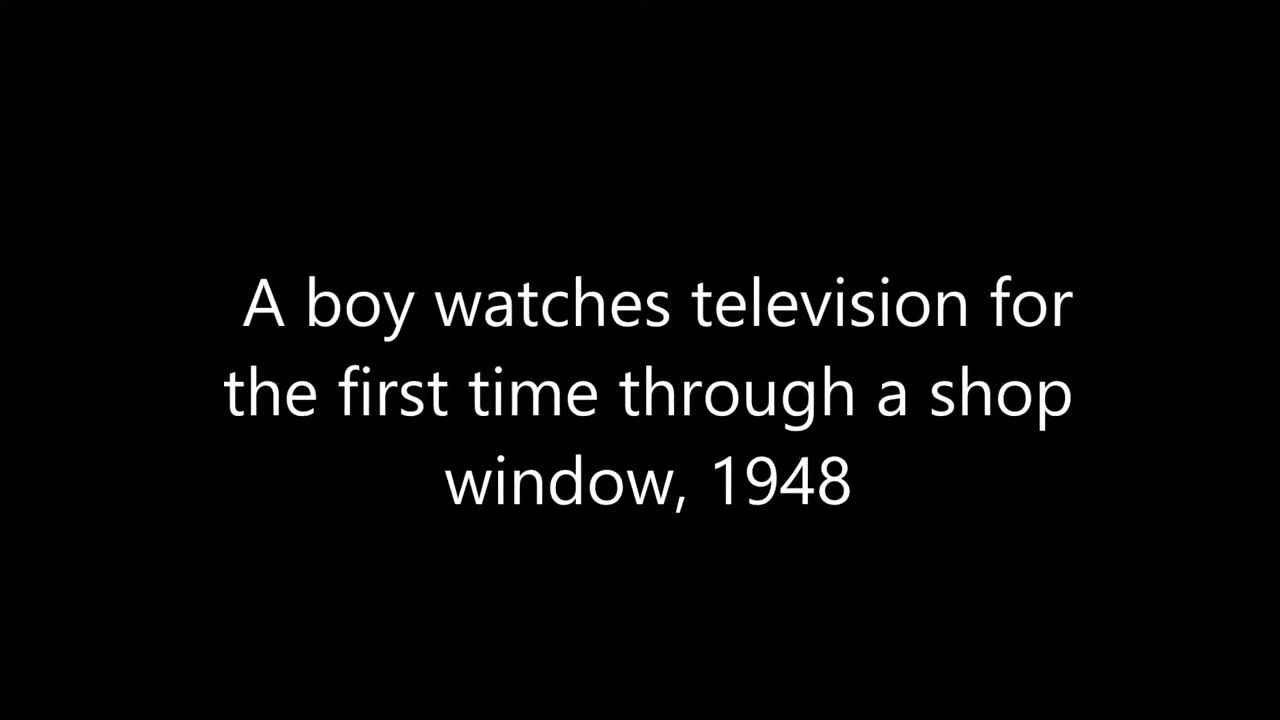 A boy watches television for
the first time through a shop
window, 1948